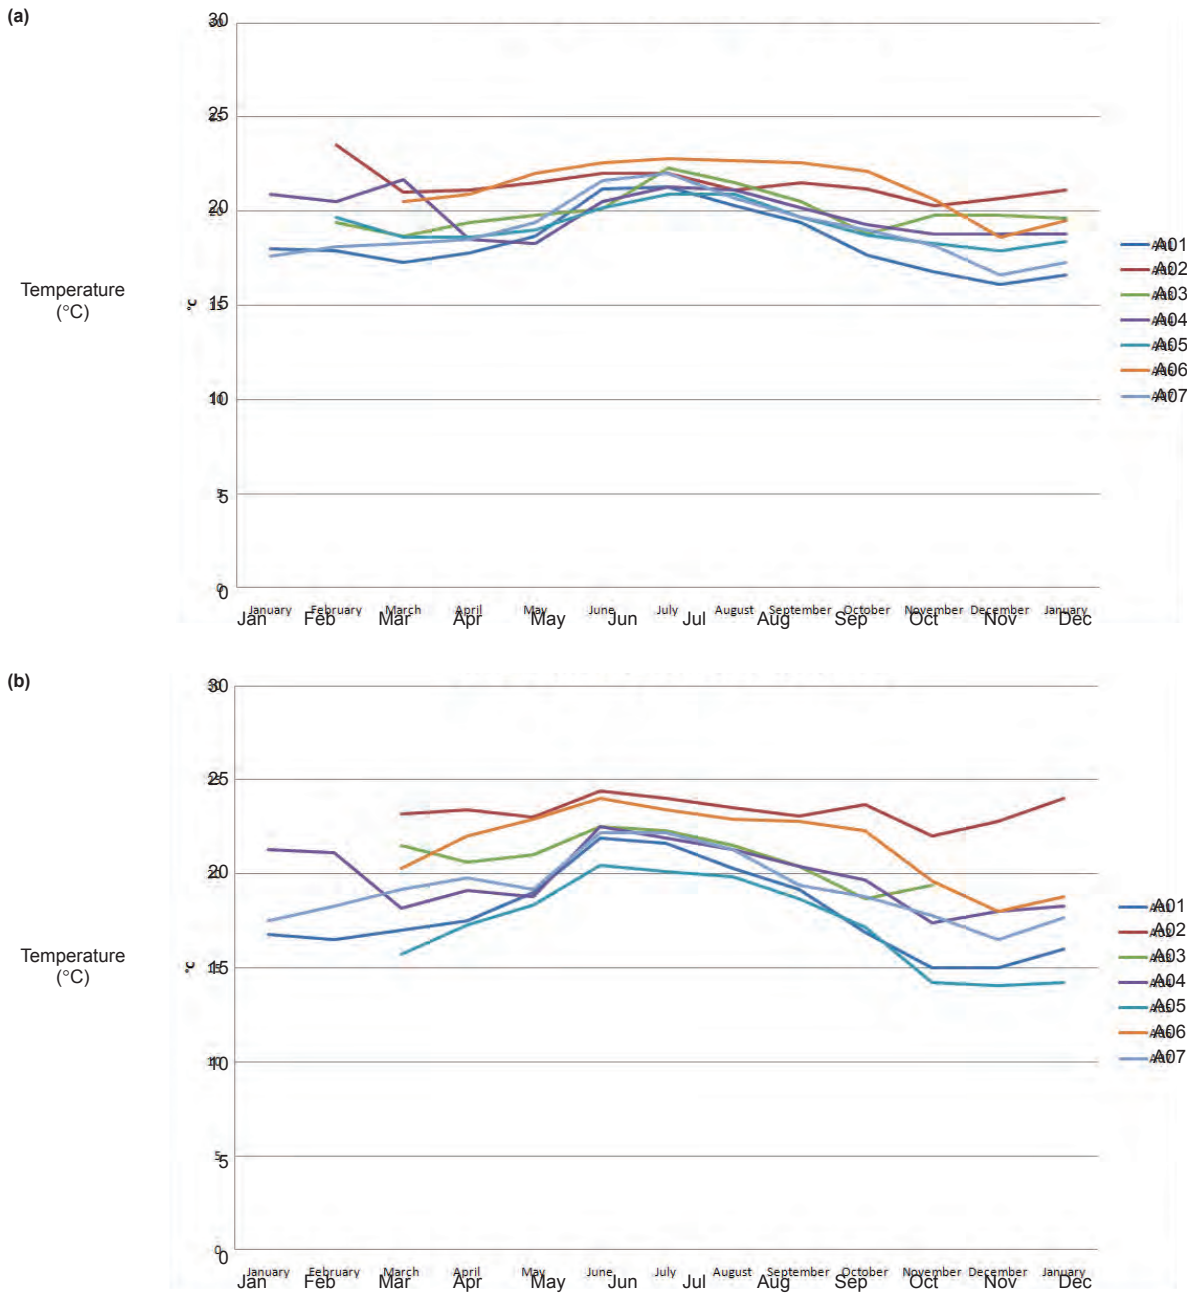 (a)
30
25
20
15
10
5
0
Temperature
(°C)
°C
January February March April May June July August September October November December January
Jan Feb Mar Apr May Jun Jul Aug Sep Oct Nov Dec
A01
A02
A03
A04
A05
A06
A07
(b)
30
25
20
15
10
5
0
Temperature
(°C)
°C
January February March April May June July August September October November December January
Jan Feb Mar Apr May Jun Jul Aug Sep Oct Nov Dec
A01
A02
A03
A04
A05
A06
A07